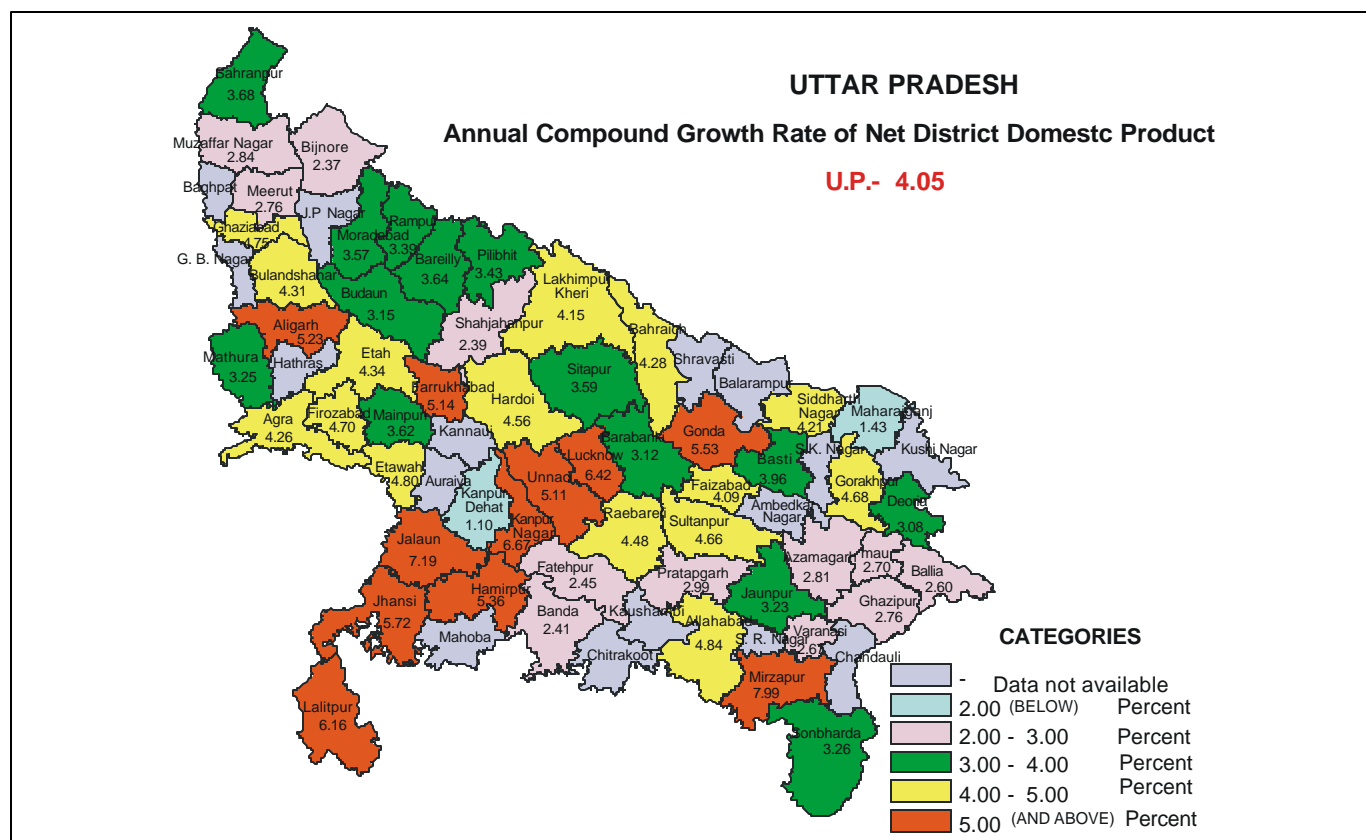 UTTAR PRADESH
Annual Compound Growth Rate of Net District Domestc Product
U.P.- 4.05
Bahranpur
3.68
Muzaffar Nagar
2.84
Bijnore
2.37
Baghpat
Meerut
2.76
J.P Nagar
Ghaziabad
4.75
Moradabad
3.57
Rampur
3.39
Bareilly
3.64
Pilibhit
3.43
G. B. Nagar
Bulandshahar
4.31
Budaun
3.15
Lakhimpur
Kheri
4.15
Shahjahanpur
2.39
Bahraich
4.28
Shravasti
Balarampur
Aligarh
5.23
Mathura
3.25
Hathras
Etah
4.34
Farrukhabad
5.14
Hardoi
4.56
Sitapur
3.59
Siddharth
Nagar
4.21
Maharajganj
1.43
Kushi Nagar
Agra
4.26
Firozabad
4.70
Mainpuri
3.62
Kannauj
Barabanki
3.12
Gonda
5.53
Basti
3.96
S.K. Nagar
Gorakhpur
4.68
Deoria
3.08
Etawah
4.80
Auraiya
Kanpur
Dehat
1.10
Unnao
5.11
Lucknow
6.42
Faizabad
4.09
Ambedkar
Nagar
Kanpur
Nagar
6.67
Raebareli
4.48
Sultanpur
4.66
Jalaun
7.19
Azamagarh
2.81
mau
2.70
Ballia
2.60
Fatehpur
2.45
Pratapgarh
2.99
Jaunpur
3.23
Ghazipur
2.76
Jhansi
5.72
Hamirpur
5.36
Banda
2.41
Kaushambi
Allahabad
4.84
S. R. Nagar
Varanasi
2.67
Chandauli
Mahoba
Chitrakoot
Mirzapur
7.99
Lalitpur
6.16
Sonbharda
3.26
CATEGORIES
- Data not available
2.00 (BELOW) Percent
2.00 - 3.00 Percent
3.00 - 4.00 Percent
4.00 - 5.00 Percent
5.00 (AND ABOVE) Percent